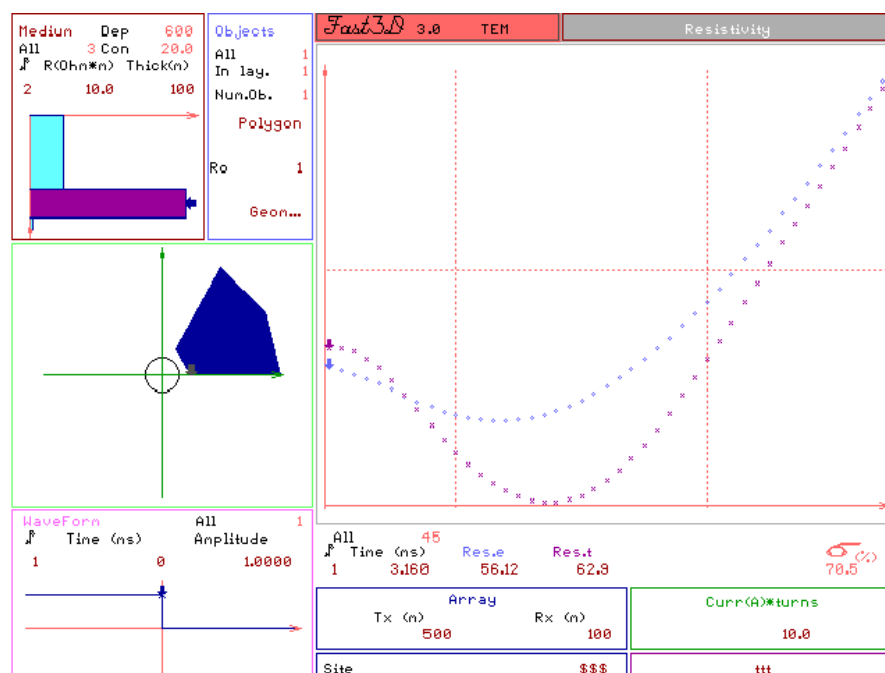 Medium Dep 600
All 3 Con 20.0
R(Ohm*m) Thick(m)
2 10.0 100
Objects
All 1
In lay. 1
Num.Ob. 1
Polygon
Ro 1
Geom...
Fast3D 3.0 TEM
Resistivity
WaveForm All 1
Time (ms) Amplitude
1 0 1.0000
All 45
Time (ms) Res.e Res.t
1 3.160 56.12 62.9
(%)
70.5
Array
Tx (m) Rx (m)
500 100
Curr(A)*turns
10.0
Site $$$
ttt